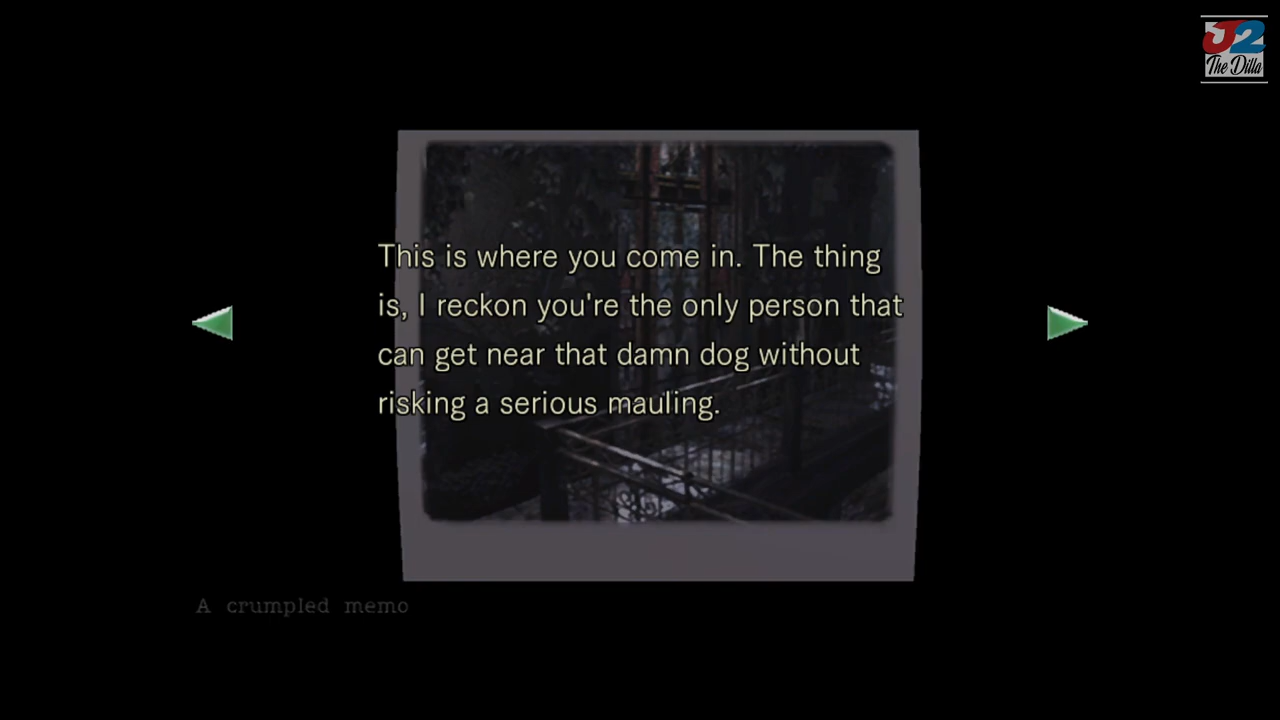 J2
The Dilla
This is where you come in. The thing
is, I reckon you're the only person that
can get near that damn dog without
risking a serious mauling.
A crumpled memo